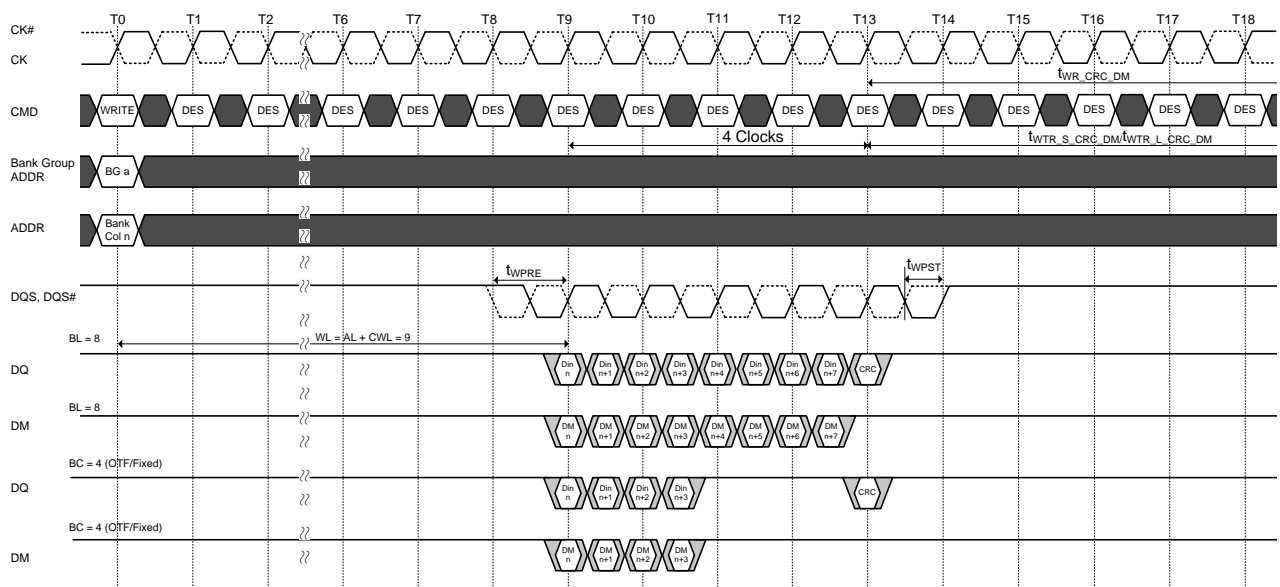 T0 T1 T2 T6 T7 T8 T9 T10 T11 T12 T13 T14 T15 T16 T17 T18
CK#
CK
tWR_CRC_DM
CMD WRITE DES DES DES DES DES DES DES DES DES DES DES DES DES DES DES
4 Clocks tWTR_S_CRC_DM/tWTR_L_CRC_DM
Bank Group
ADDR
BG a
ADDR
Bank
Col n
tWPRE tWPST
DQS, DQS#
BL = 8 WL = AL + CWL = 9
DQ
Din Din Din Din Din Din Din Din CRC
n n+1 n+2 n+3 n+4 n+5 n+6 n+7
BL = 8
DM
DM DM DM DM DM DM DM DM
n n+1 n+2 n+3 n+4 n+5 n+6 n+7
BC = 4 (OTF/Fixed)
DQ
Din Din Din Din CRC
n n+1 n+2 n+3
BC = 4 (OTF/Fixed)
DM
DM DM DM DM
n n+1 n+2 n+3